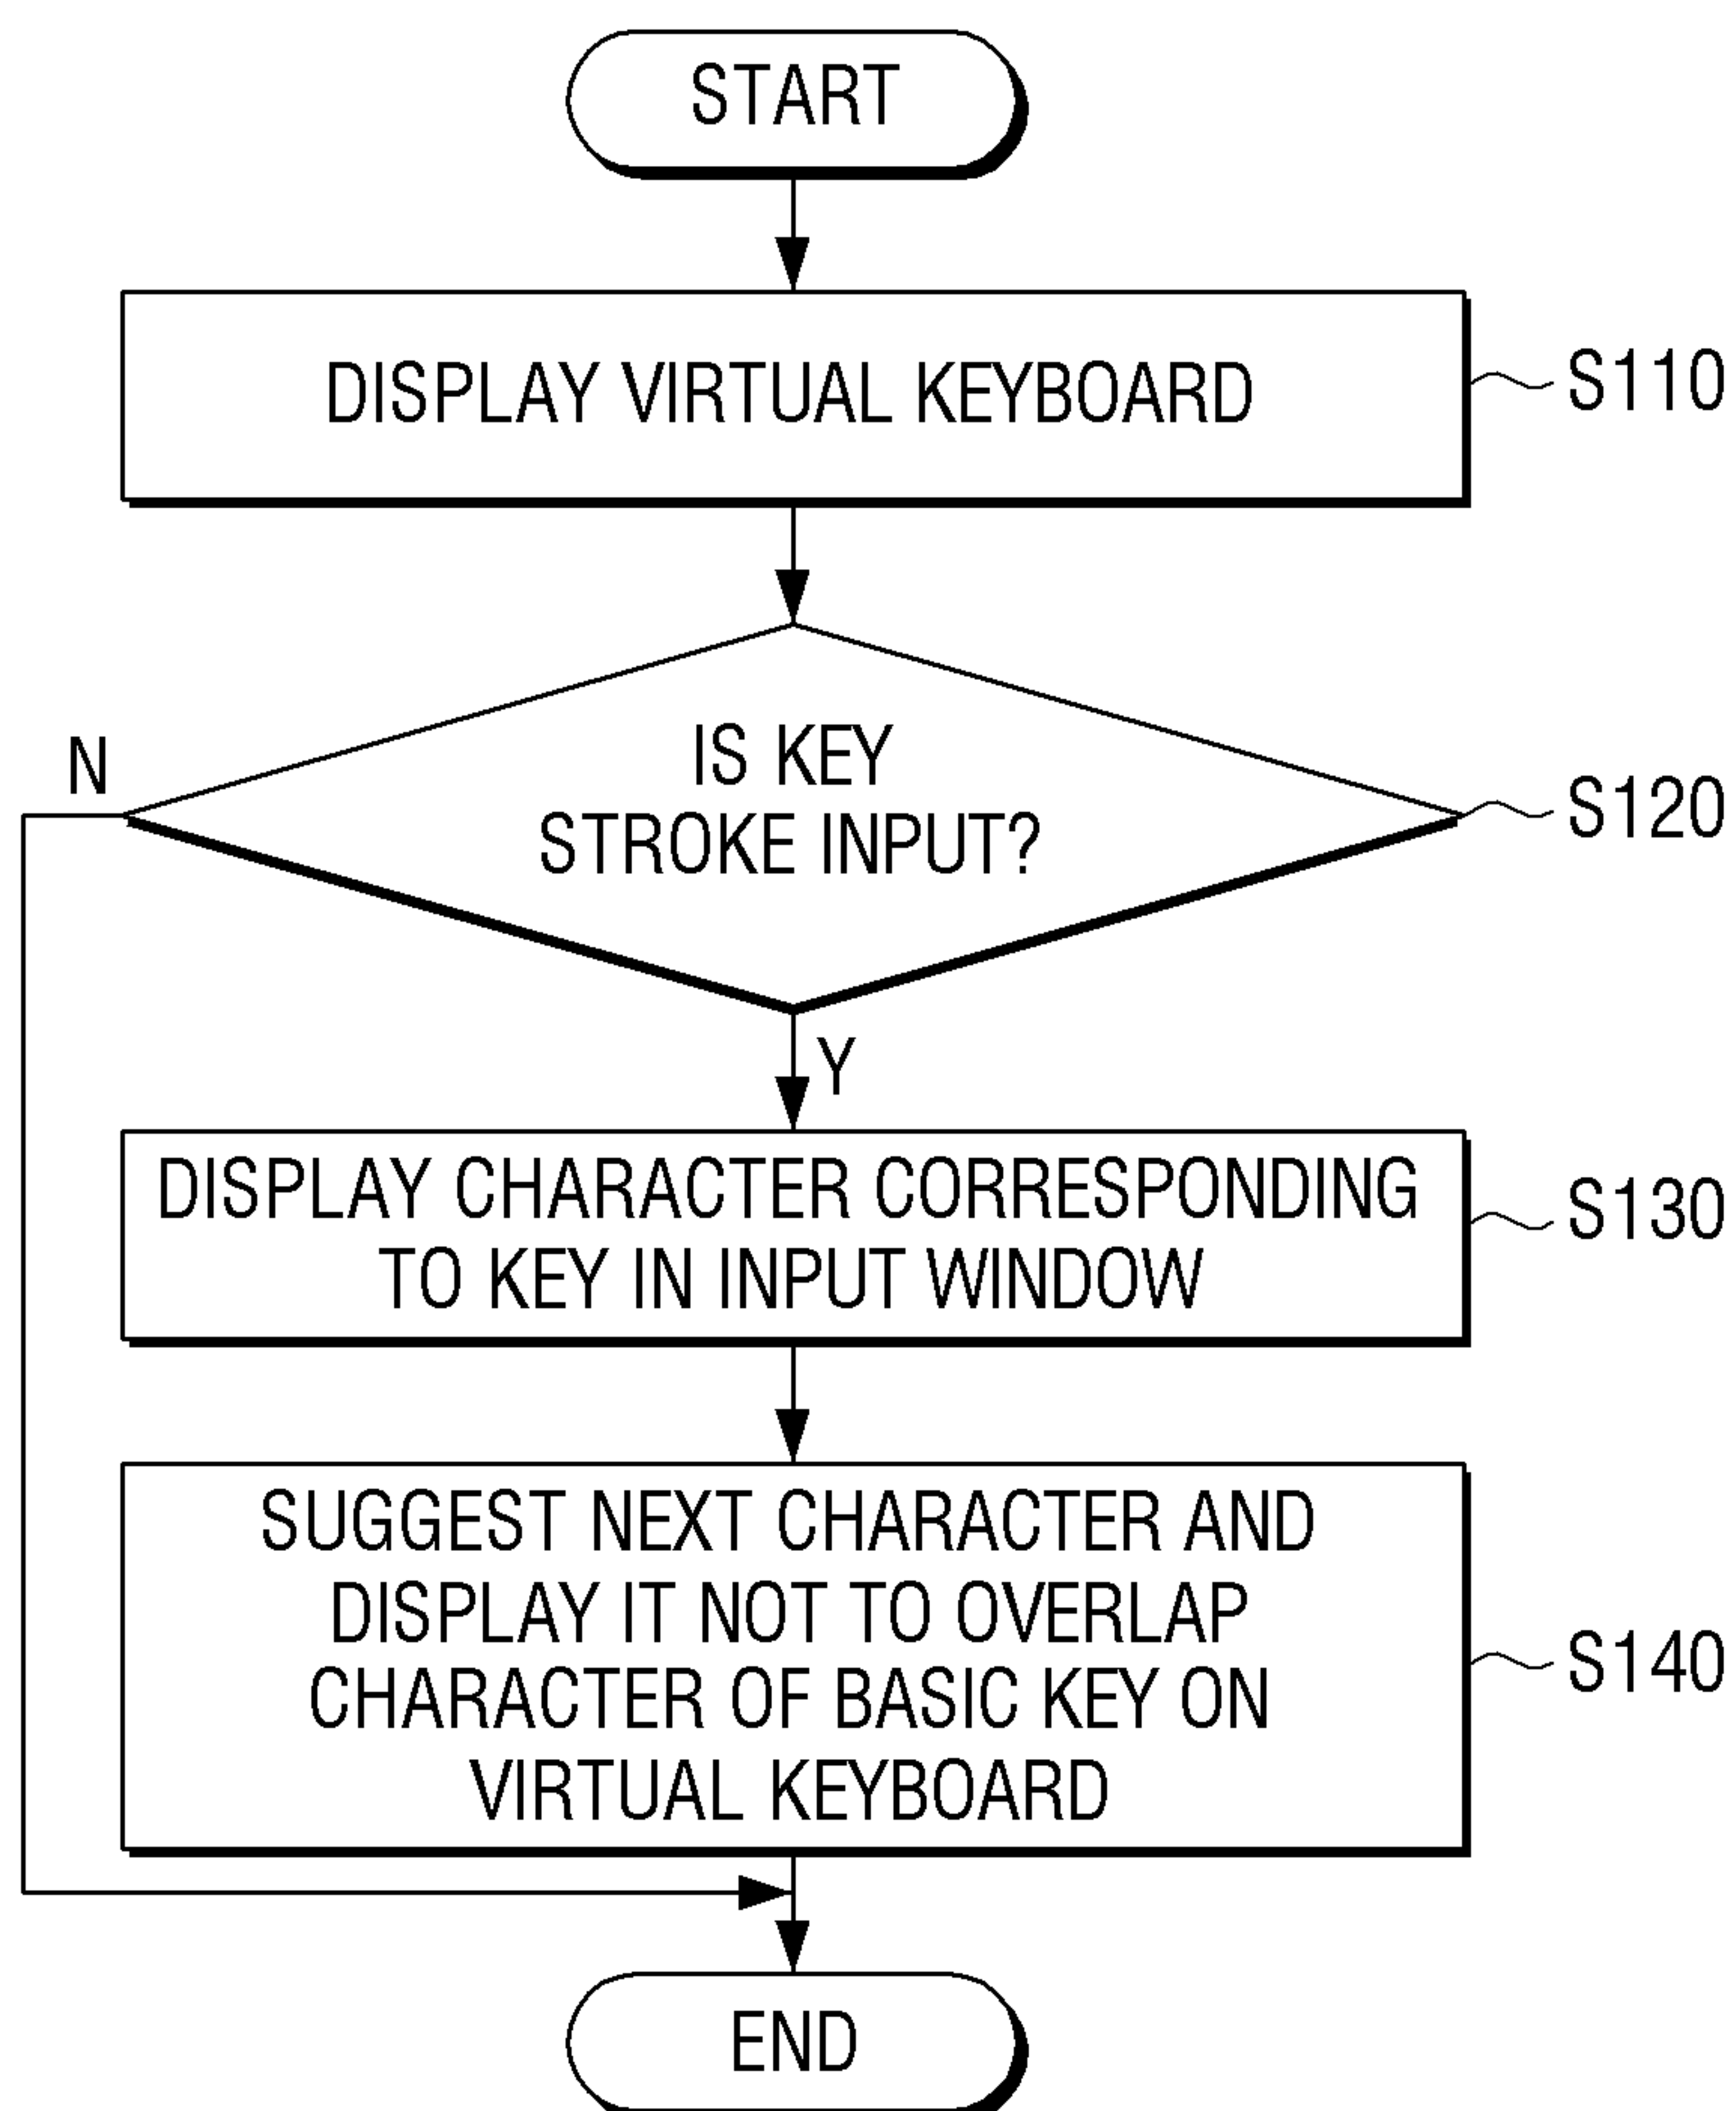 START
DISPLAY VIRTUAL KEYBOARD
S110
N
IS KEY
STROKE INPUT?
S120
Y
DISPLAY CHARACTER CORRESPONDING
TO KEY IN INPUT WINDOW
S130
SUGGEST NEXT CHARACTER AND
DISPLAY IT NOT TO OVERLAP
CHARACTER OF BASIC KEY ON
VIRTUAL KEYBOARD
S140
END